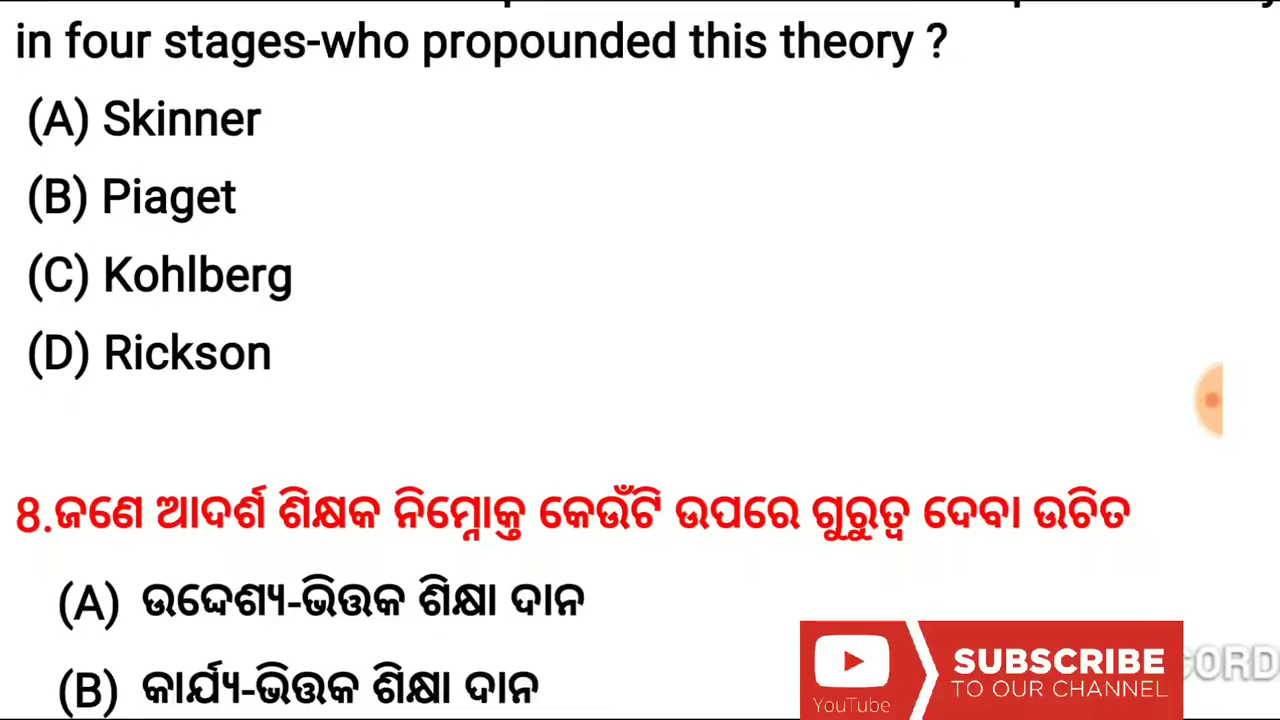 in four stages-who propounded this theory ?
(A) Skinner
(B) Piaget
(C) Kohlberg
(D) Rickson
8.ଜଣେ ଆଦର୍ଶ ଶିକ୍ଷକ ନିମ୍ନୋକ୍ତ କେଉଁଟି ଉପରେ ଗୁରୁତ୍ୱ ଦେବା ଉଚିତ
(A) ଉଦ୍ଦେଶ୍ୟ-ଭିତ୍ତକ ଶିକ୍ଷା ଦାନ
(B) କାର୍ଯ୍ୟ-ଭିତ୍ତକ ଶିକ୍ଷା ଦାନ
YouTube
SUBSCRIBE
TO OUR CHANNEL